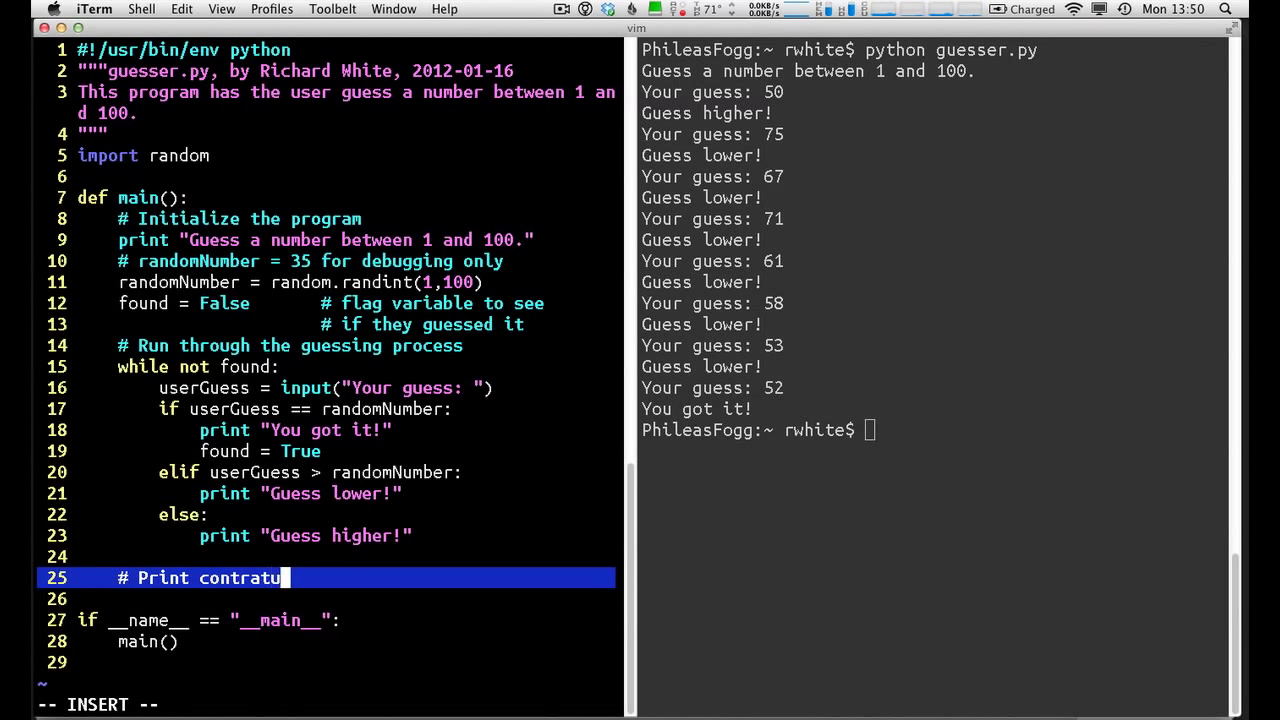 iTerm Shell Edit View Profiles Toolbelt Window Help 71° 0.0KB/s 0.0KB/s Charged Mon 13:50
vim
1 #!/usr/bin/env python
2 """guesser.py, by Richard White, 2012-01-16
3 This program has the user guess a number between 1 an
d 100.
4 """
5 import random
6
7 def main():
8     # Initialize the program
9     print "Guess a number between 1 and 100."
10     # randomNumber = 35 for debugging only
11     randomNumber = random.randint(1,100)
12     found = False       # flag variable to see
13                         # if they guessed it
14     # Run through the guessing process
15     while not found:
16         userGuess = input("Your guess: ")
17         if userGuess == randomNumber:
18             print "You got it!"
19             found = True
20         elif userGuess > randomNumber:
21             print "Guess lower!"
22         else:
23             print "Guess higher!"
24
25     # Print contratu
26
27 if __name__ == "__main__":
28     main()
29
~
-- INSERT --
PhileasFogg:~ rwhite$ python guesser.py
Guess a number between 1 and 100.
Your guess: 50
Guess higher!
Your guess: 75
Guess lower!
Your guess: 67
Guess lower!
Your guess: 71
Guess lower!
Your guess: 61
Guess lower!
Your guess: 58
Guess lower!
Your guess: 53
Guess lower!
Your guess: 52
You got it!
PhileasFogg:~ rwhite$